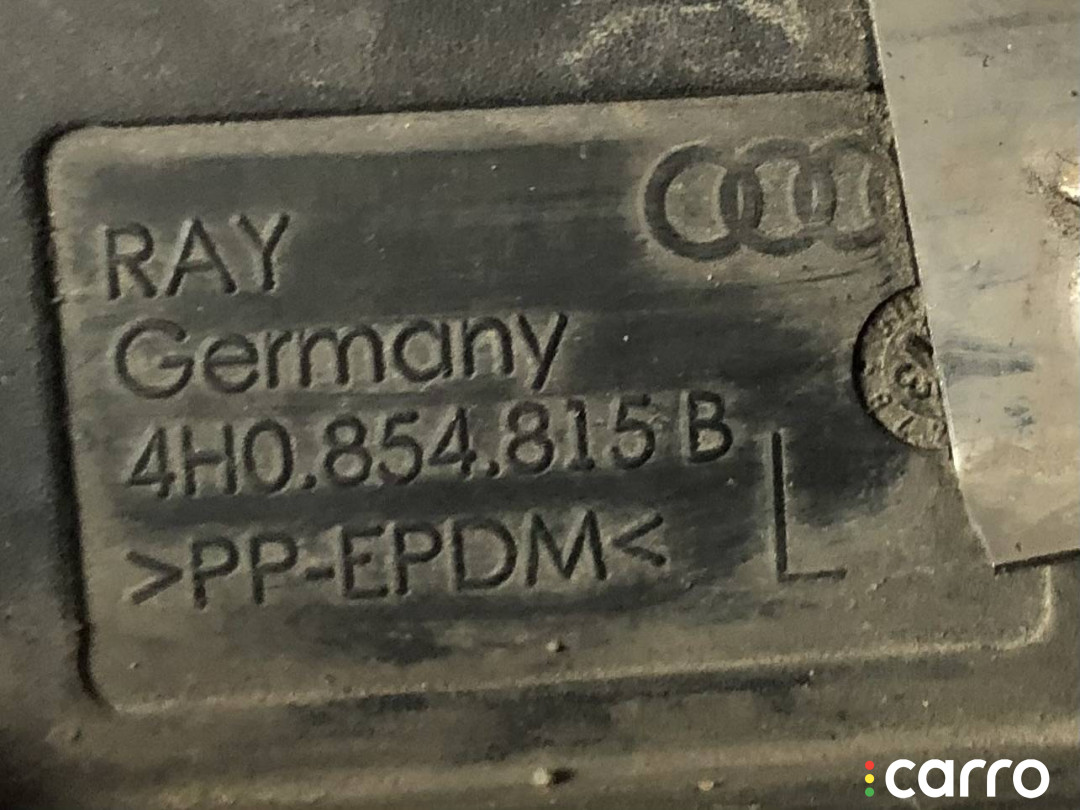 RAY
Germany
4H0.854.815 B
L
>PP-EPDM<
carro